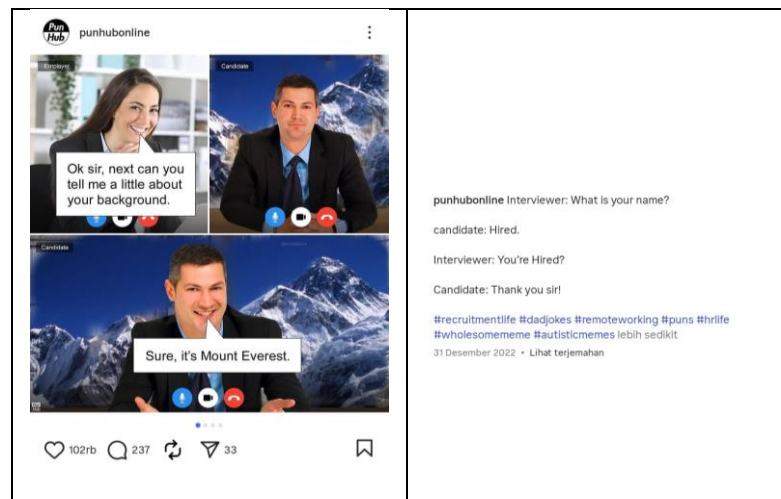 Pun
Hub
punhubonline
Employer
Candidate
Ok sir, next can you
tell me a little about
your background.
Candidate
Sure, it's Mount Everest.
102rb
237
33
punhubonline Interviewer: What is your name?
candidate: Hired.
Interviewer: You're Hired?
Candidate: Thank you sir!
#recruitmentlife #dadjokes #remoteworking #puns #hrlife
#wholesomememe #autisticmemes lebih sedikit
31 Desember 2022 • Lihat terjemahan